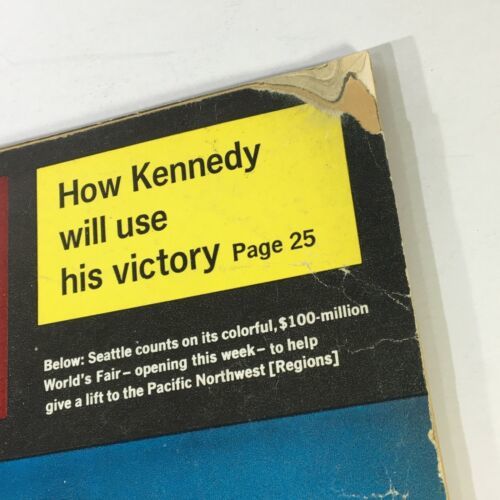 How Kennedy
will use
his victory Page 25
Below: Seattle counts on its colorful, $100-million
World's Fair – opening this week – to help
give a lift to the Pacific Northwest [Regions]